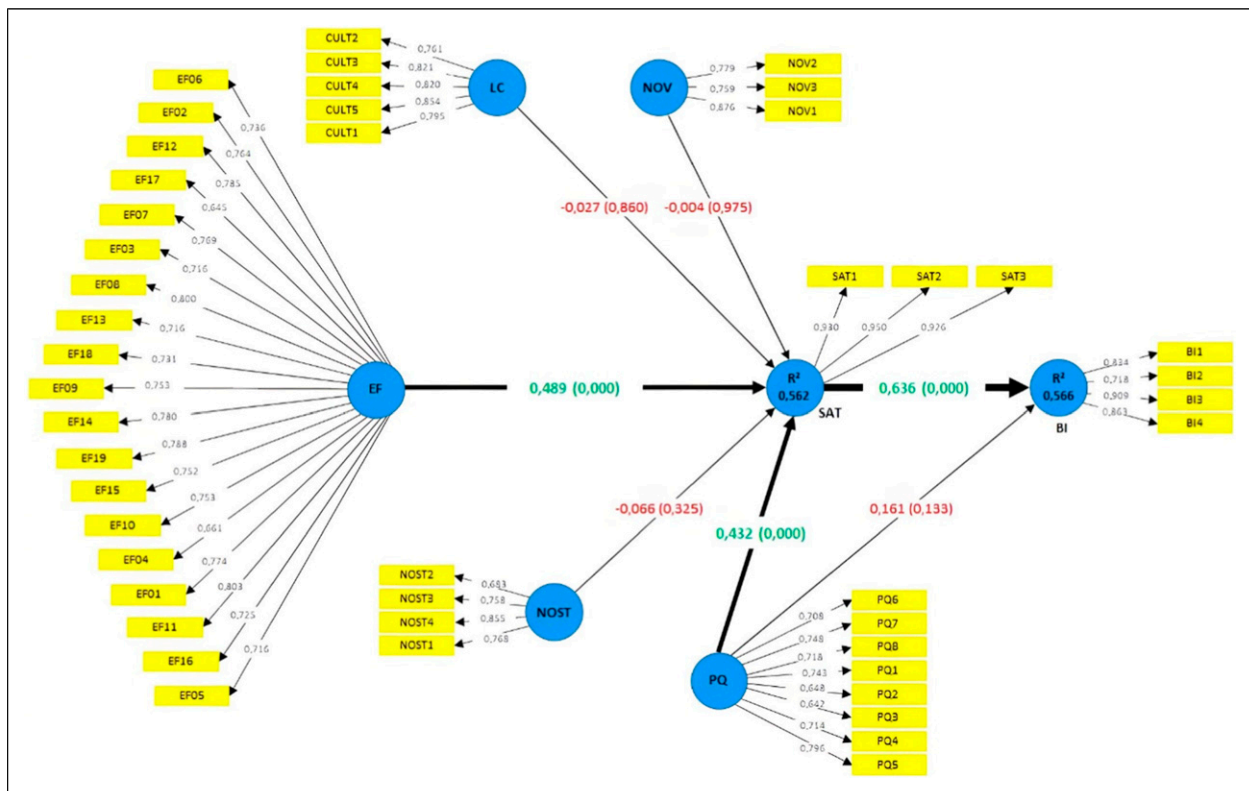 CULT2
CULT3
CULT4
CULT5
CULT1
0,761
0,821
0,820
0,854
0,795
LC
NOV
0,779
0,759
0,876
NOV2
NOV3
NOV1
EF06
EF02
EF12
EF17
EF07
EF03
EF08
EF13
EF18
EF09
EF14
EF19
EF15
EF10
EF04
EF01
EF11
EF16
EF05
0,736
0,764
0,785
0,645
0,769
0,716
0,800
0,716
0,731
0,753
0,780
0,788
0,752
0,753
0,661
0,774
0,803
0,725
0,716
EF
-0,027 (0,860)
-0,004 (0,975)
SAT1
SAT2
SAT3
0,930
0,950
0,926
0,489 (0,000)
R²
0,562
SAT
0,636 (0,000)
R²
0,566
BI
0,834
0,718
0,909
0,863
BI1
BI2
BI3
BI4
-0,066 (0,325)
0,432 (0,000)
0,161 (0,133)
NOST2
NOST3
NOST4
NOST1
0,683
0,758
0,855
0,768
NOST
PQ
0,708
0,748
0,718
0,743
0,648
0,642
0,714
0,796
PQ6
PQ7
PQ8
PQ1
PQ2
PQ3
PQ4
PQ5